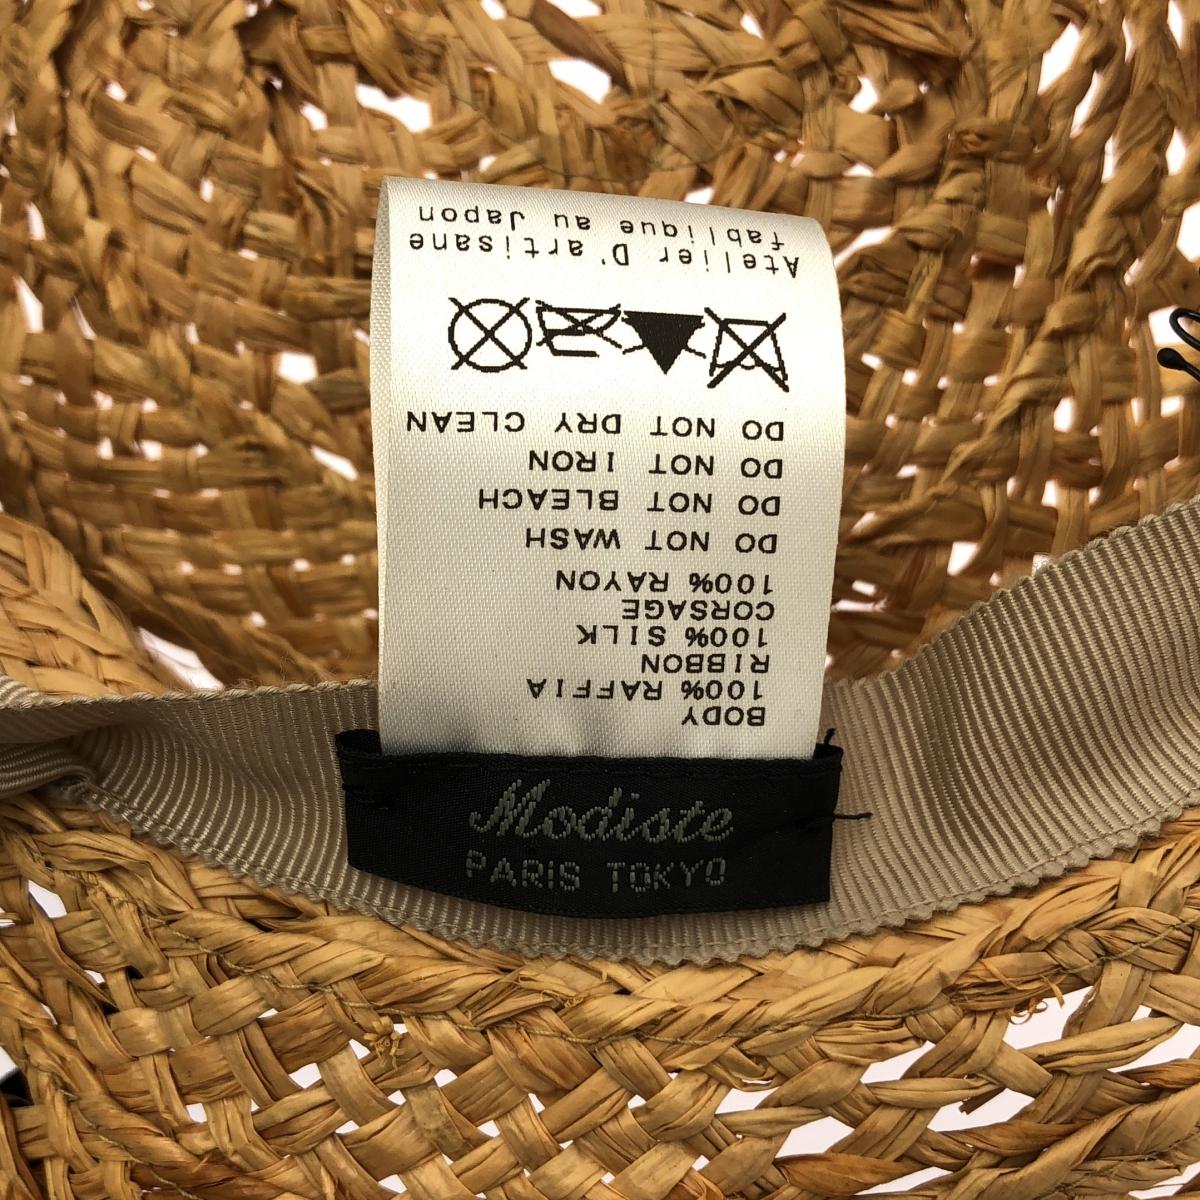 BODY
100% RAFFIA
RIBBON
100% SILK
CORSAGE
100% RAYON
DO NOT WASH
DO NOT BLEACH
DO NOT IRON
DO NOT DRY CLEAN
Atelier D'artisane
fablique au Japon
Modiste
PARIS TOKYO